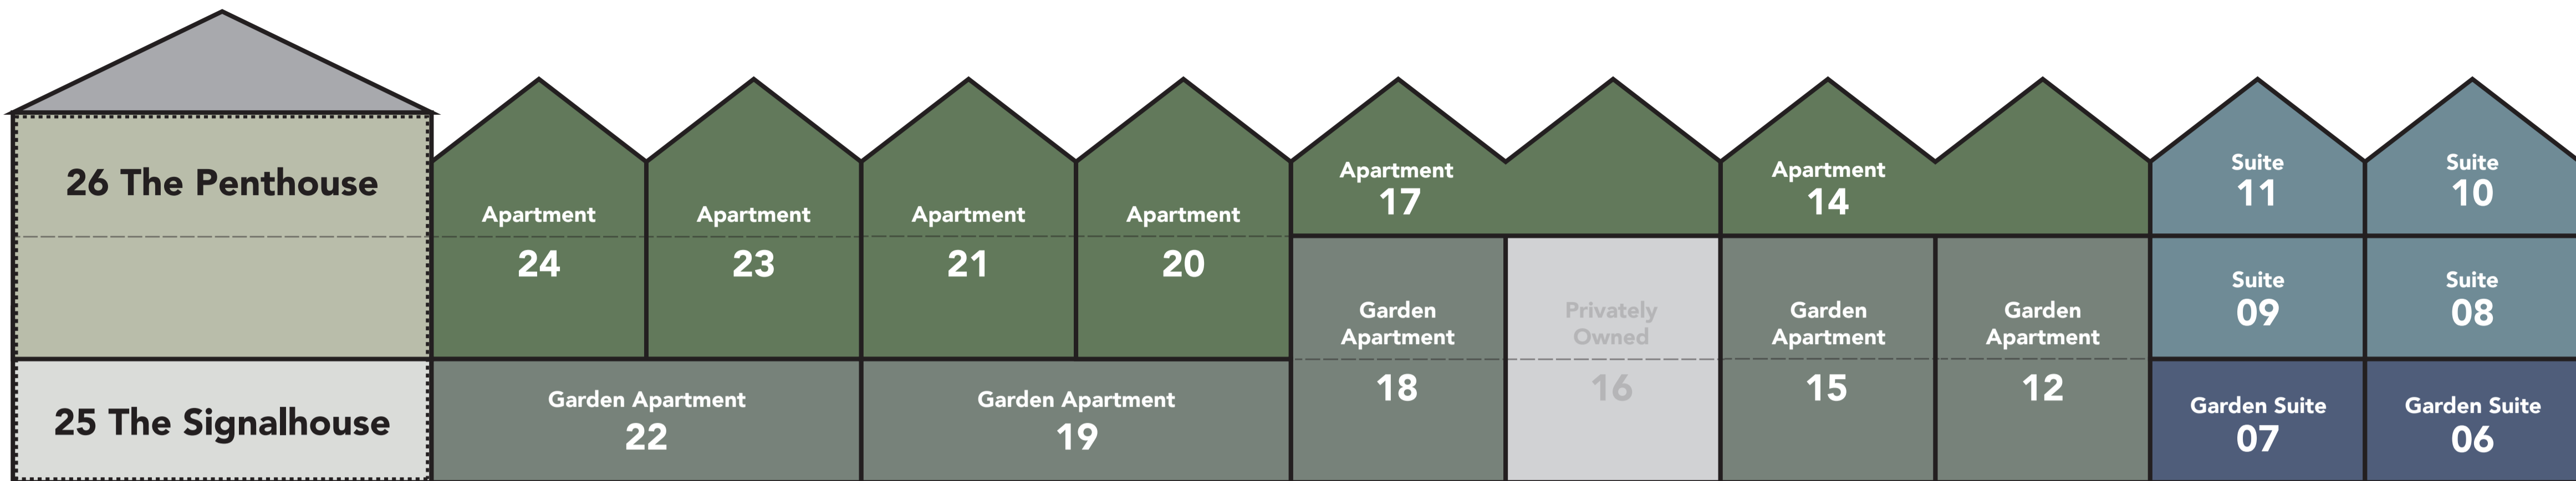 26 The Penthouse
25 The Signalhouse
Apartment
24
Apartment
23
Apartment
21
Apartment
20
Garden Apartment
22
Garden Apartment
19
Apartment
17
Garden
Apartment
18
Privately
Owned
16
Apartment
14
Garden
Apartment
15
Garden
Apartment
12
Suite
11
Suite
10
Suite
09
Suite
08
Garden Suite
07
Garden Suite
06